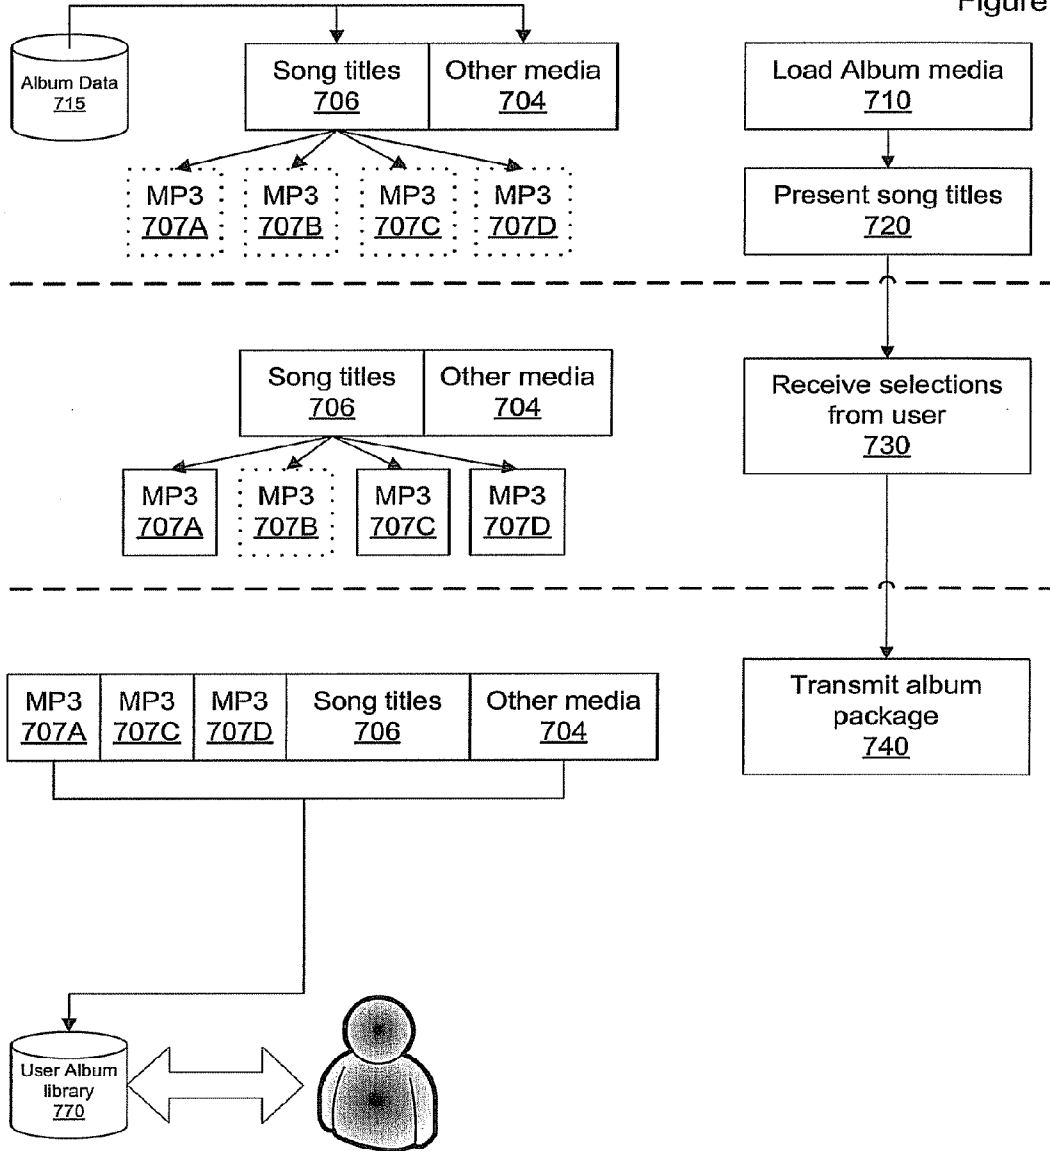 Figure
Album Data
715
Song titles
706
Other media
704
MP3
707A
MP3
707B
MP3
707C
MP3
707D
Load Album media
710
Present song titles
720
Song titles
706
Other media
704
MP3
707A
MP3
707B
MP3
707C
MP3
707D
Receive selections
from user
730
MP3
707A
MP3
707C
MP3
707D
Song titles
706
Other media
704
Transmit album
package
740
User Album
library
770